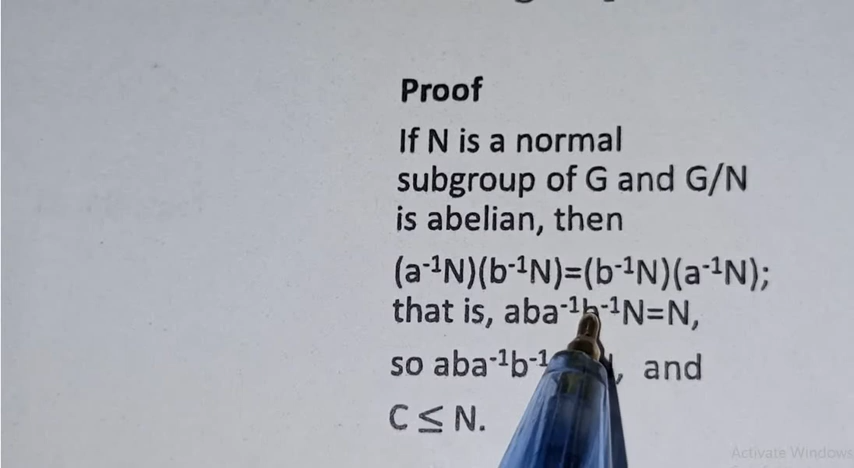 Proof
If N is a normal
subgroup of G and G/N
is abelian, then
(a⁻¹N)(b⁻¹N)=(b⁻¹N)(a⁻¹N);
that is, aba⁻¹b⁻¹N=N,
so aba⁻¹b⁻¹ , and
C ≤ N.
Activate Windows